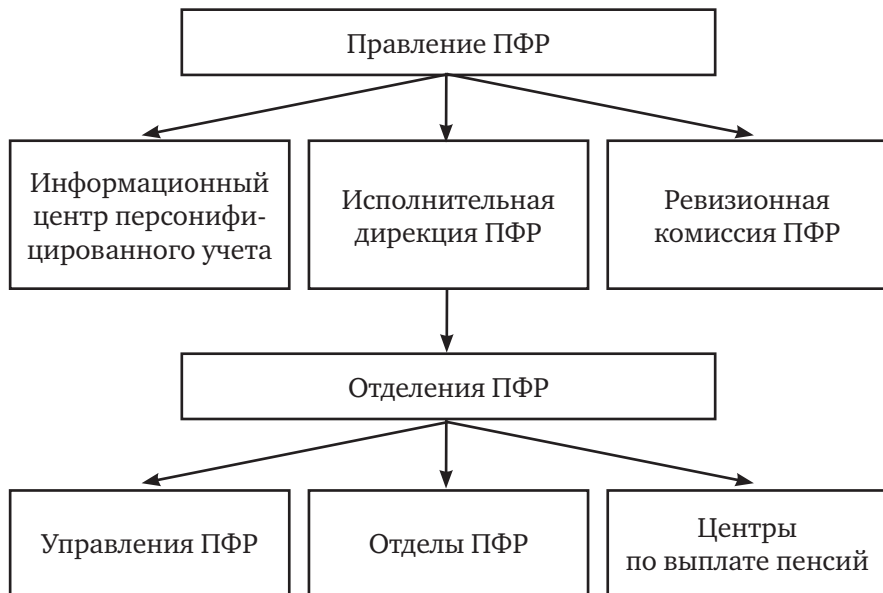 Правление ПФР
Информационный
центр персонифи-
цированного учета
Исполнительная
дирекция ПФР
Ревизионная
комиссия ПФР
Отделения ПФР
Управления ПФР
Отделы ПФР
Центры
по выплате пенсий